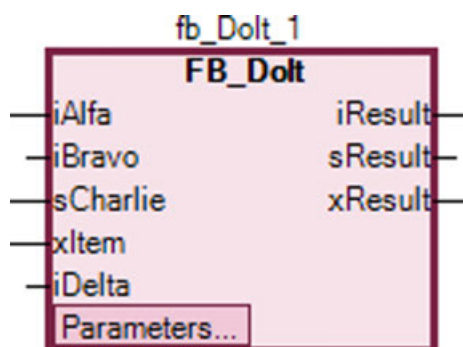 fb_DoIt_1
FB_DoIt
iAlfa iResult
iBravo sResult
sCharlie xResult
xItem
iDelta
Parameters...